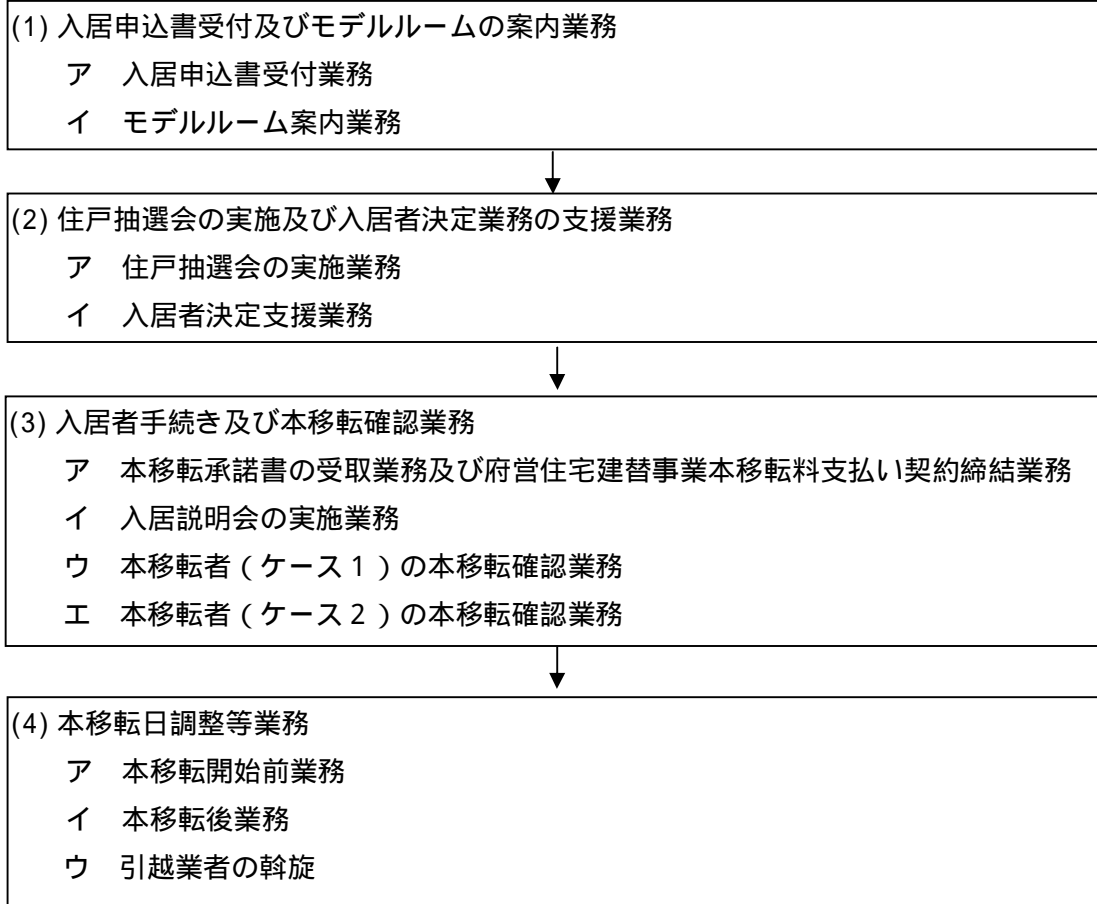 (1) 入居申込書受付及びモデルルームの案内業務
ア　入居申込書受付業務
イ　モデルルーム案内業務
(2) 住戸抽選会の実施及び入居者決定業務の支援業務
ア　住戸抽選会の実施業務
イ　入居者決定支援業務
(3) 入居者手続き及び本移転確認業務
ア　本移転承諾書の受取業務及び府営住宅建替事業本移転料支払い契約締結業務
イ　入居説明会の実施業務
ウ　本移転者（ケース１）の本移転確認業務
エ　本移転者（ケース２）の本移転確認業務
(4) 本移転日調整等業務
ア　本移転開始前業務
イ　本移転後業務
ウ　引越業者の斡旋